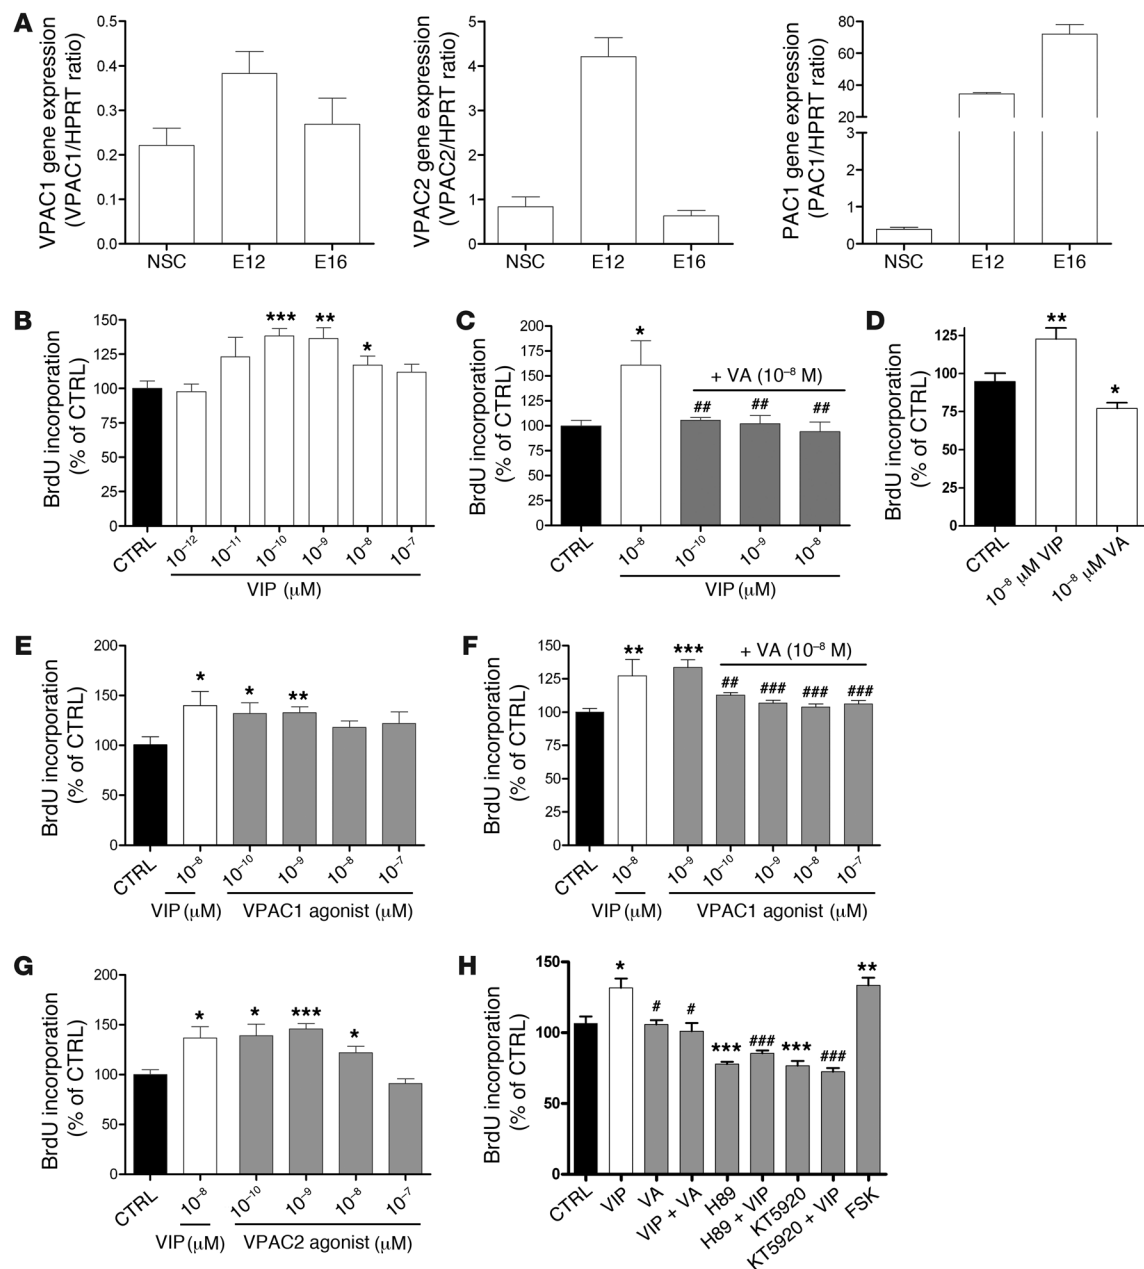 A
VPAC1 gene expression
(VPAC1/HPRT ratio)
0.5
0.4
0.3
0.2
0.1
0.0
NSC E12 E16
VPAC2 gene expression
(VPAC2/HPRT ratio)
5
4
3
2
1
0
NSC E12 E16
PAC1 gene expression
(PAC1/HPRT ratio)
80
60
40
20
3
2
1
0
NSC E12 E16
B
BrdU incorporation
(% of CTRL)
150
125
100
75
50
25
0
*** ** *
CTRL 10⁻¹² 10⁻¹¹ 10⁻¹⁰ 10⁻⁹ 10⁻⁸ 10⁻⁷
VIP (μM)
C
BrdU incorporation
(% of CTRL)
200
175
150
125
100
75
50
25
0
*
+ VA (10⁻⁸ M)
## ## ##
CTRL 10⁻⁸ 10⁻¹⁰ 10⁻⁹ 10⁻⁸
VIP (μM)
D
BrdU incorporation
(% of CTRL)
125
100
75
50
25
0
** *
CTRL 10⁻⁸ μM VIP 10⁻⁸ μM VA
E
BrdU incorporation
(% of CTRL)
200
150
100
50
0
* * **
CTRL 10⁻⁸ 10⁻¹⁰ 10⁻⁹ 10⁻⁸ 10⁻⁷
VIP (μM) VPAC1 agonist (μM)
F
BrdU incorporation
(% of CTRL)
150
125
100
75
50
25
0
** ***
+ VA (10⁻⁸ M)
## ### ### ###
CTRL 10⁻⁸ 10⁻⁹ 10⁻¹⁰ 10⁻⁹ 10⁻⁸ 10⁻⁷
VIP (μM) VPAC1 agonist (μM)
G
BrdU incorporation
(% of CTRL)
200
150
100
50
0
* * *** *
CTRL 10⁻⁸ 10⁻¹⁰ 10⁻⁹ 10⁻⁸ 10⁻⁷
VIP (μM) VPAC2 agonist (μM)
H
BrdU incorporation
(% of CTRL)
150
100
50
0
* # # *** ### *** ### **
CTRL VIP VA VIP + VA H89 H89 + VIP KT5920 KT5920 + VIP FSK